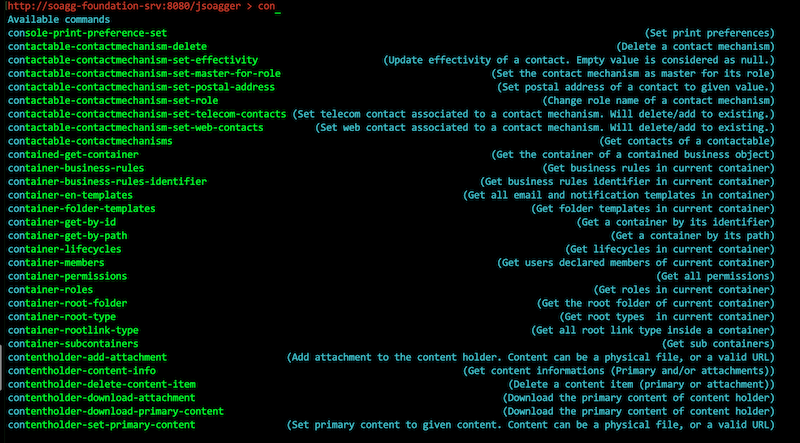 http://soagg-foundation-srv:8080/jsoagger > con_
Available commands
console-print-preference-set (Set print preferences)
contactable-contactmechanism-delete (Delete a contact mechanism)
contactable-contactmechanism-set-effectivity (Update effectivity of a contact. Empty value is considered as null.)
contactable-contactmechanism-set-master-for-role (Set the contact mechanism as master for its role)
contactable-contactmechanism-set-postal-address (Set postal address of a contact to given value.)
contactable-contactmechanism-set-role (Change role name of a contact mechanism)
contactable-contactmechanism-set-telecom-contacts (Set telecom contact associated to a contact mechanism. Will delete/add to existing.)
contactable-contactmechanism-set-web-contacts (Set web contact associated to a contact mechanism. Will delete/add to existing.)
contactable-contactmechanisms (Get contacts of a contactable)
contained-get-container (Get the container of a contained business object)
container-business-rules (Get business rules in current container)
container-business-rules-identifier (Get business rules identifier in current container)
container-en-templates (Get all email and notification templates in container)
container-folder-templates (Get folder templates in current container)
container-get-by-id (Get a container by its identifier)
container-get-by-path (Get a container by its path)
container-lifecycles (Get lifecycles in current container)
container-members (Get users declared members of current container)
container-permissions (Get all permissions)
container-roles (Get roles in current container)
container-root-folder (Get the root folder of current container)
container-root-type (Get root types  in current container)
container-rootlink-type (Get all root link type inside a container)
container-subcontainers (Get sub containers)
contentholder-add-attachment (Add attachment to the content holder. Content can be a physical file, or a valid URL)
contentholder-content-info (Get content informations (Primary and/or attachments))
contentholder-delete-content-item (Delete a content item (primary or attachment))
contentholder-download-attachment (Download the primary content of content holder)
contentholder-download-primary-content (Download the primary content of content holder)
contentholder-set-primary-content (Set primary content to given content. Content can be a physical file, or a valid URL)